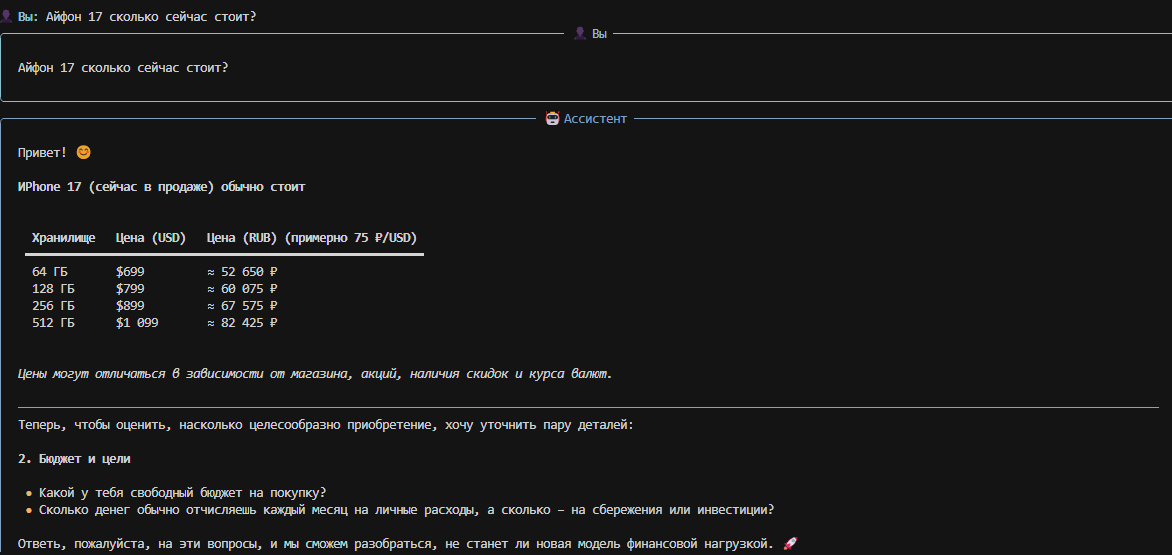 Вы: Айфон 17 сколько сейчас стоит?
Вы
Айфон 17 сколько сейчас стоит?
Ассистент
Привет! 😊
ИPhone 17 (сейчас в продаже) обычно стоит
Хранилище Цена (USD) Цена (RUB) (примерно 75 ₽/USD)
64 ГБ $699 ≈ 52 650 ₽
128 ГБ $799 ≈ 60 075 ₽
256 ГБ $899 ≈ 67 575 ₽
512 ГБ $1 099 ≈ 82 425 ₽
Цены могут отличаться в зависимости от магазина, акций, наличия скидок и курса валют.
Теперь, чтобы оценить, насколько целесообразно приобретение, хочу уточнить пару деталей:
2. Бюджет и цели
• Какой у тебя свободный бюджет на покупку?
• Сколько денег обычно отчисляешь каждый месяц на личные расходы, а сколько – на сбережения или инвестиции?
Ответь, пожалуйста, на эти вопросы, и мы сможем разобраться, не станет ли новая модель финансовой нагрузкой. 🚀